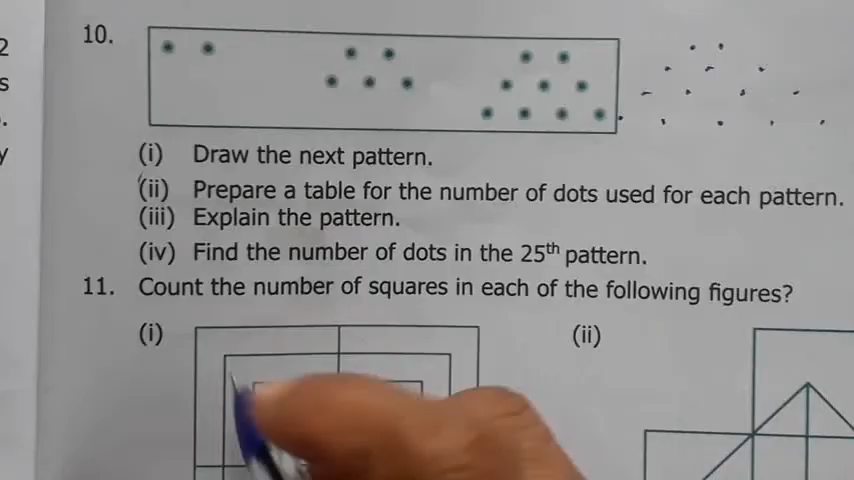 2
s
.
y
10.
(i) Draw the next pattern.
(ii) Prepare a table for the number of dots used for each pattern.
(iii) Explain the pattern.
(iv) Find the number of dots in the 25th pattern.
11. Count the number of squares in each of the following figures?
(i) (ii)